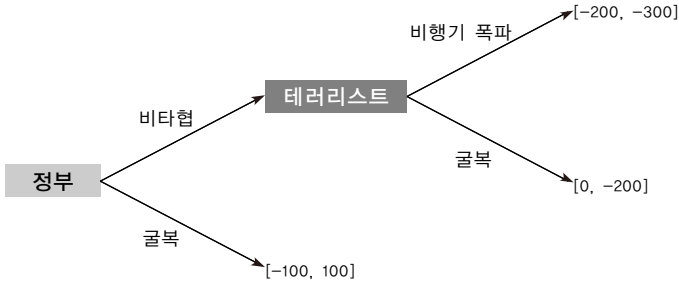 비행기 폭파
[-200, -300]
테러리스트
비타협
굴복
정부
[0, -200]
굴복
[-100, 100]